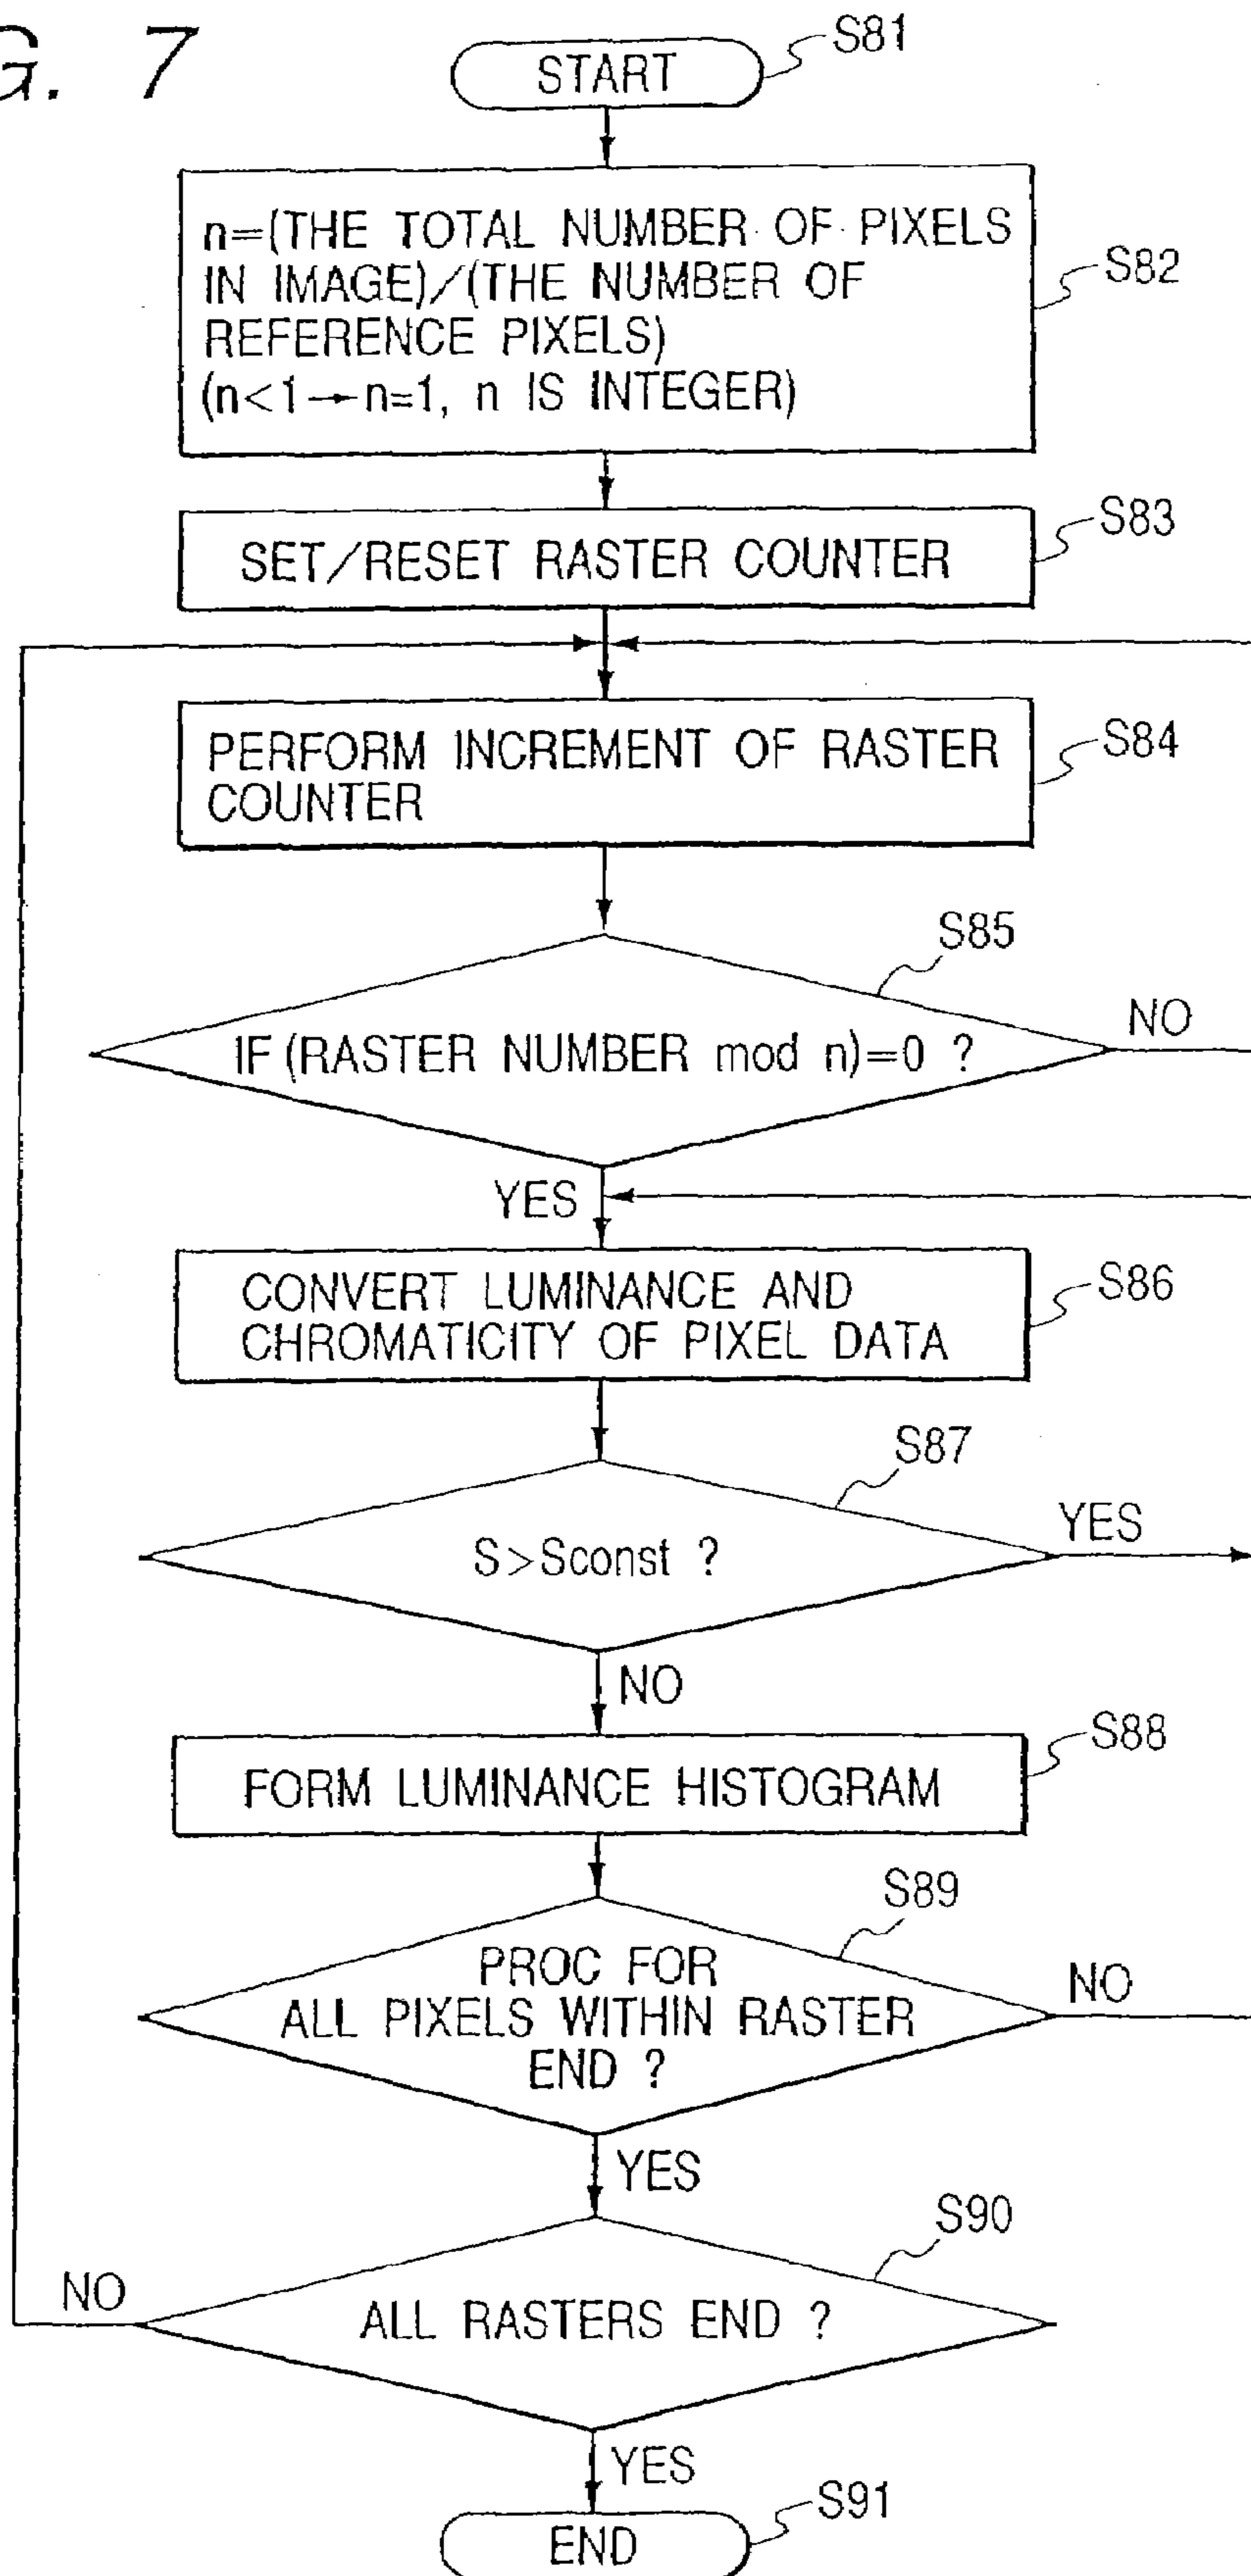 G. 7
START
S81
n=(THE TOTAL NUMBER OF PIXELS
IN IMAGE)/(THE NUMBER OF
REFERENCE PIXELS)
(n<1→n=1, n IS INTEGER)
S82
SET/RESET RASTER COUNTER
S83
PERFORM INCREMENT OF RASTER
COUNTER
S84
S85
IF (RASTER NUMBER mod n)=0 ?
NO
YES
CONVERT LUMINANCE AND
CHROMATICITY OF PIXEL DATA
S86
S87
S>Sconst ?
YES
NO
FORM LUMINANCE HISTOGRAM
S88
S89
PROC FOR
ALL PIXELS WITHIN RASTER
END ?
NO
YES
S90
ALL RASTERS END ?
NO
YES
END
S91